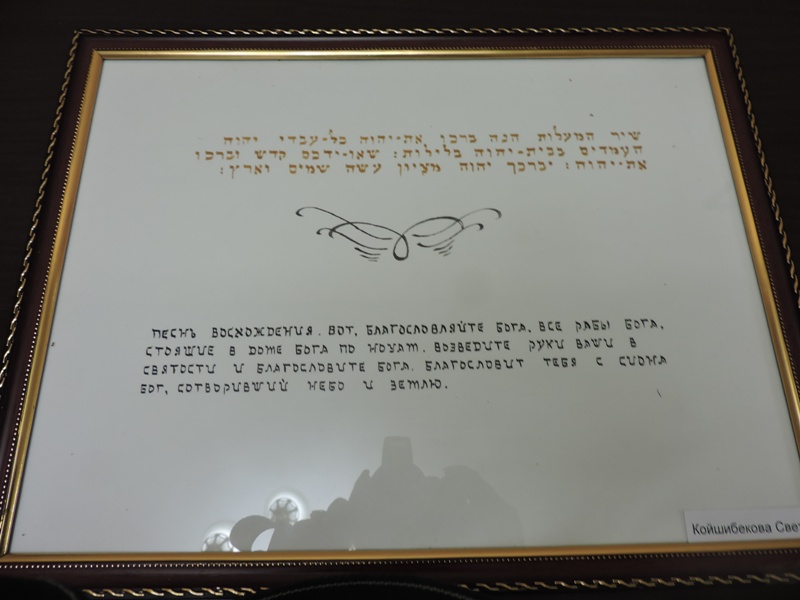 שיר המעלות הנה ברכו את-יהוה כל-עבדי יהוה
העמדים בבית-יהוה בלילות: שאו-ידכם קדש וברכו
את-יהוה: יברכך יהוה מציון עשה שמים וארץ:
ПЕСНЬ ВОСХОЖДЕНИЯ. ВОТ, БЛАГОСЛОВЛЯЙТЕ БОГА, ВСЕ РАБЫ БОГА,
СТОЯЩИЕ В ДОМЕ БОГА ПО НОЧАМ. ВОЗВЕДИТЕ РУКИ ВАШИ В
СВЯТОСТИ И БЛАГОСЛОВИТЕ БОГА. БЛАГОСЛОВИТ ТЕБЯ С СИОНА
БОГ, СОТВОРИВШИЙ НЕБО И ЗЕМЛЮ.
Койшибекова Свет